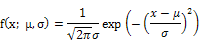 f(x; μ,σ) = 1/(√2π σ) exp(−((x − μ)/σ)²)